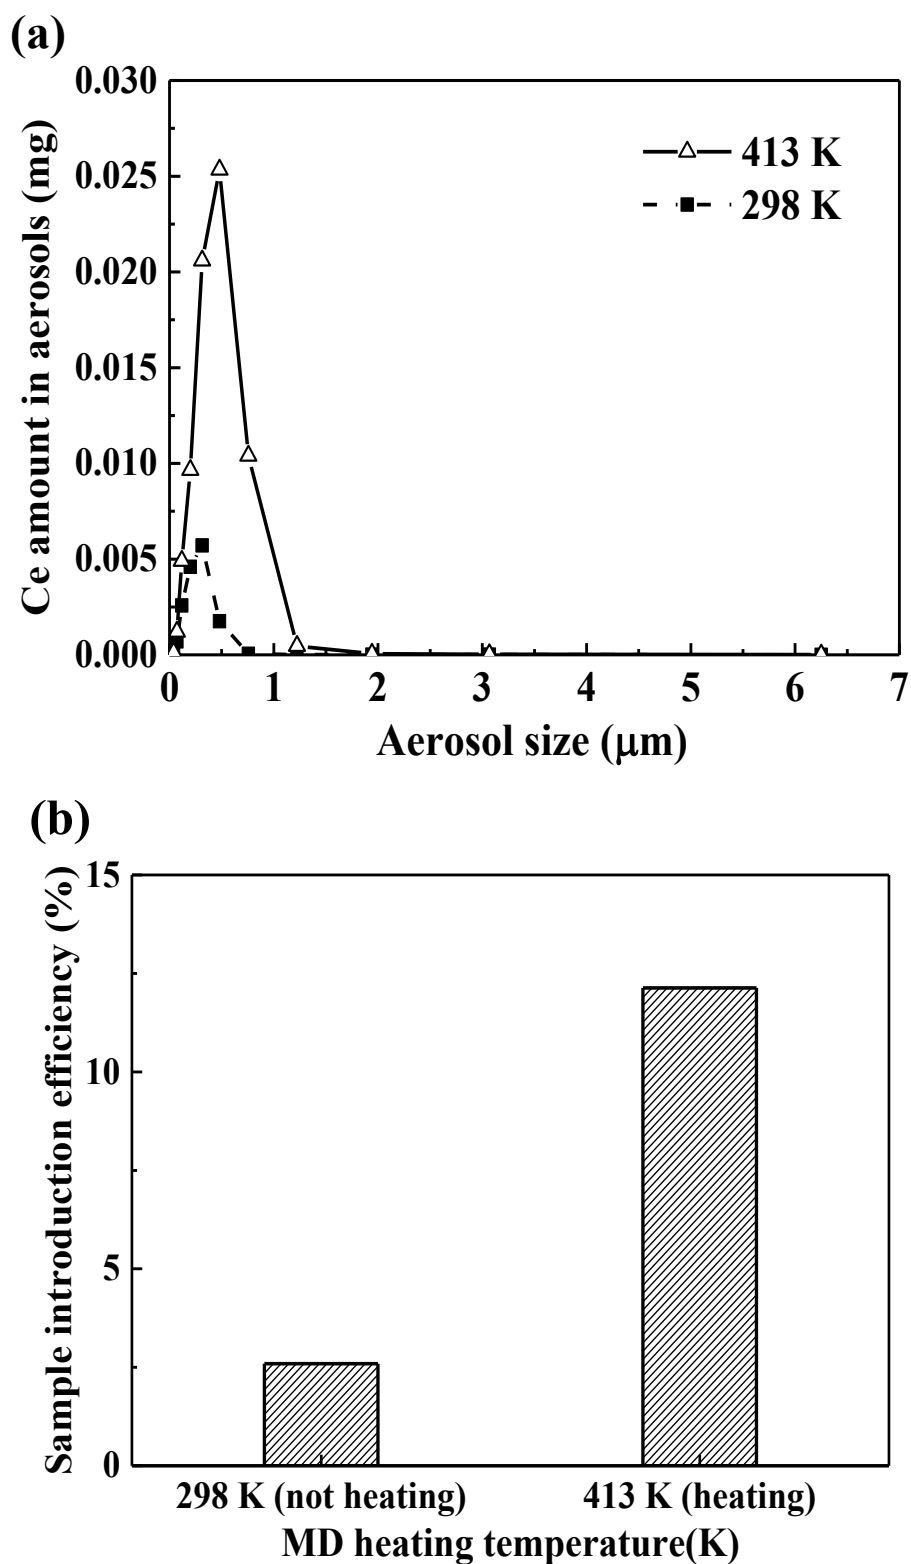 (a)
0.030
0.025
0.020
0.015
0.010
0.005
0.000
Ce amount in aerosols (mg)
413 K
298 K
0 1 2 3 4 5 6 7
Aerosol size (μm)
(b)
15
10
5
0
Sample introduction efficiency (%)
298 K (not heating) 413 K (heating)
MD heating temperature(K)